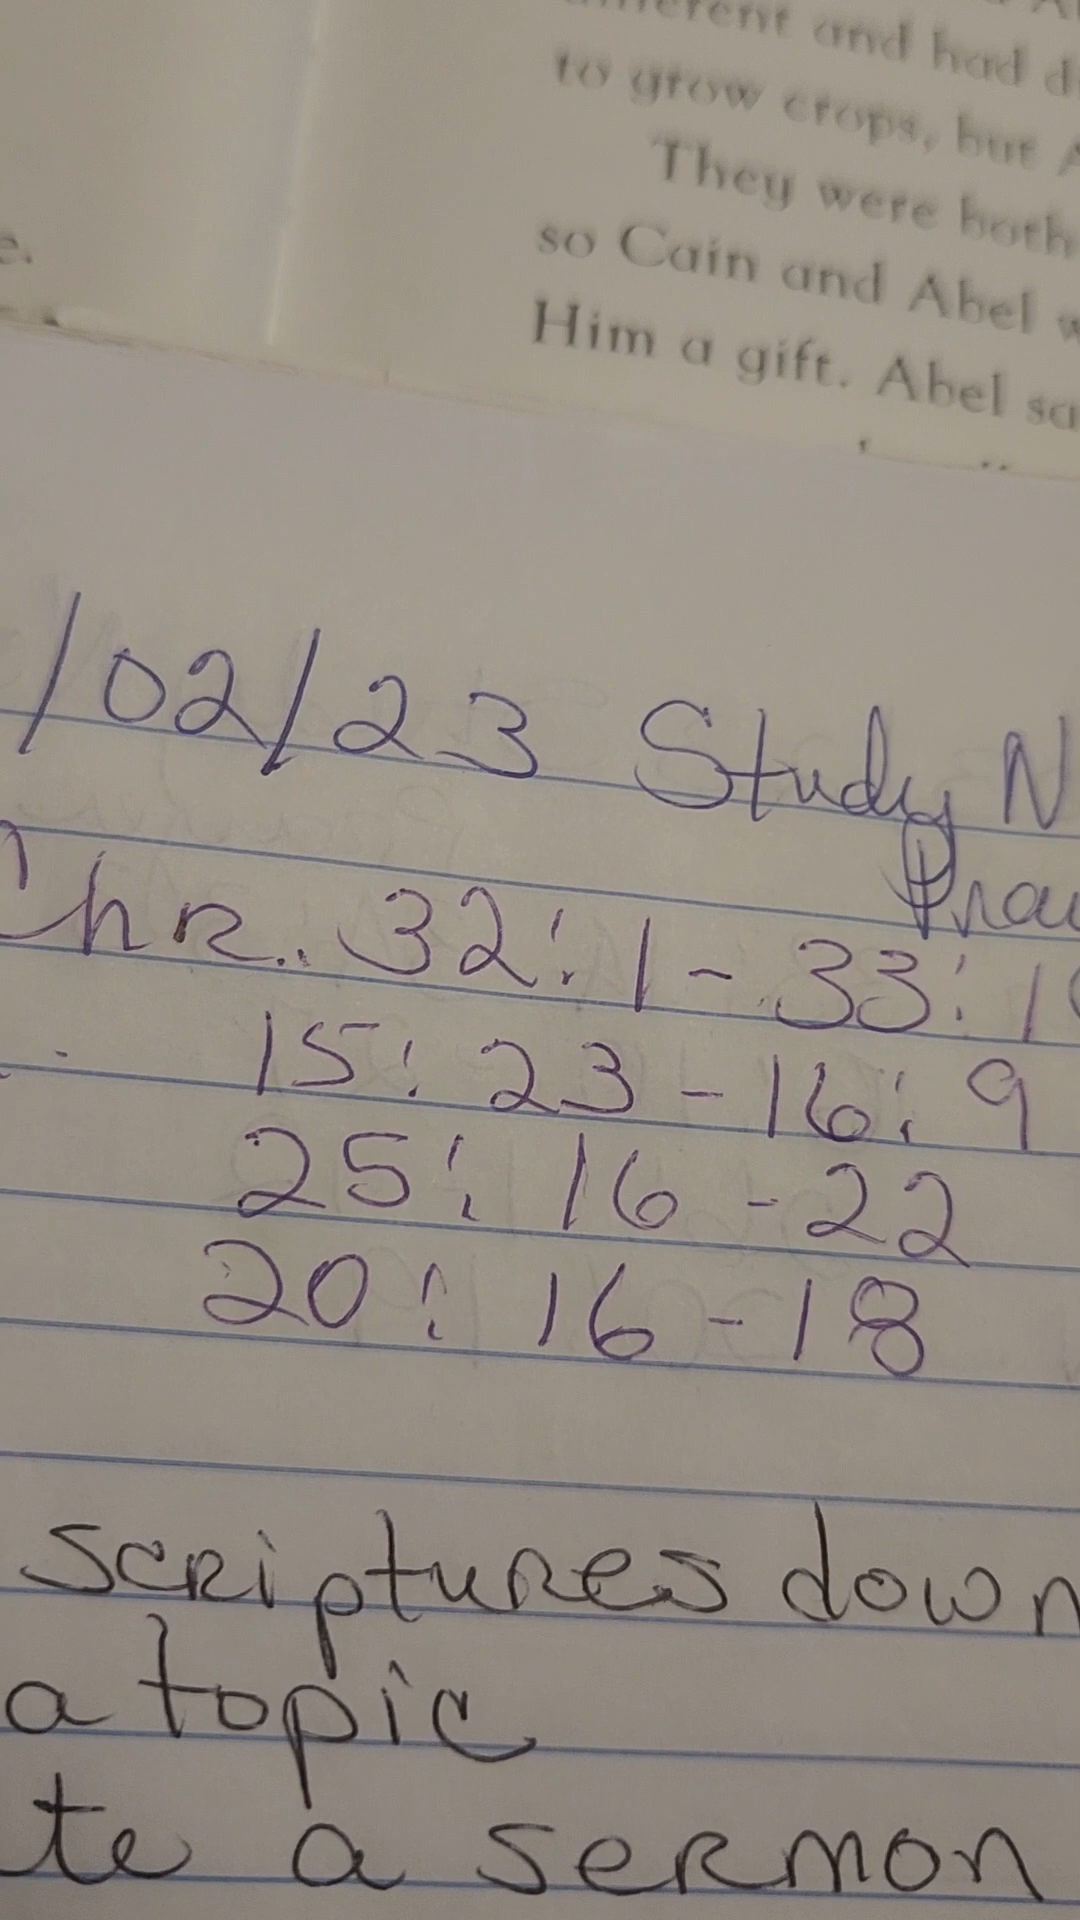 and had
to grow crops, but
They were both
so Cain and Abel
Him a gift. Abel
e.
/02/23 Study N
Chr. 32:1-33:1
15:23-16:9
25:16-22
20:16-18
scriptures down
a topic
te a sermon